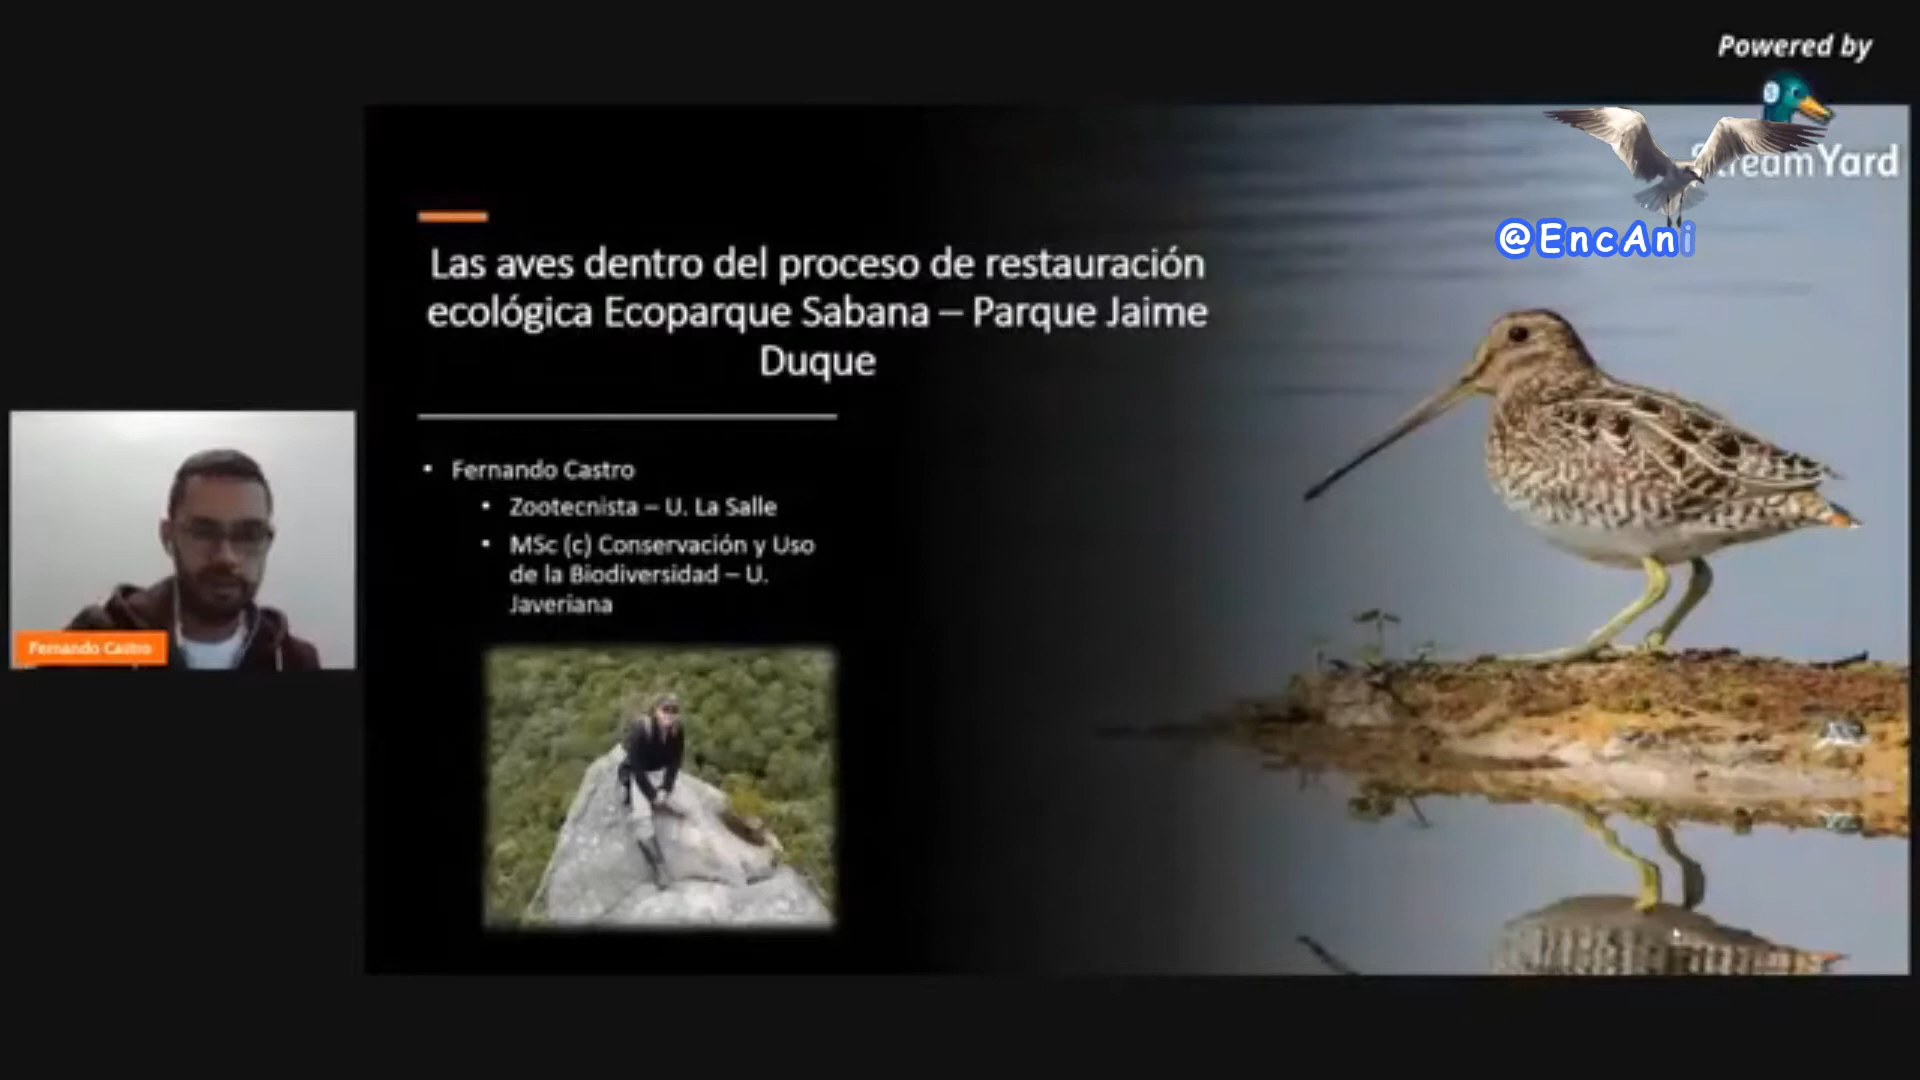 Powered by
StreamYard
@EncAni
Las aves dentro del proceso de restauración
ecológica Ecoparque Sabana – Parque Jaime
Duque
• Fernando Castro
• Zootecnista – U. La Salle
• MSc (c) Conservación y Uso
de la Biodiversidad – U.
Javeriana
Fernando Castro